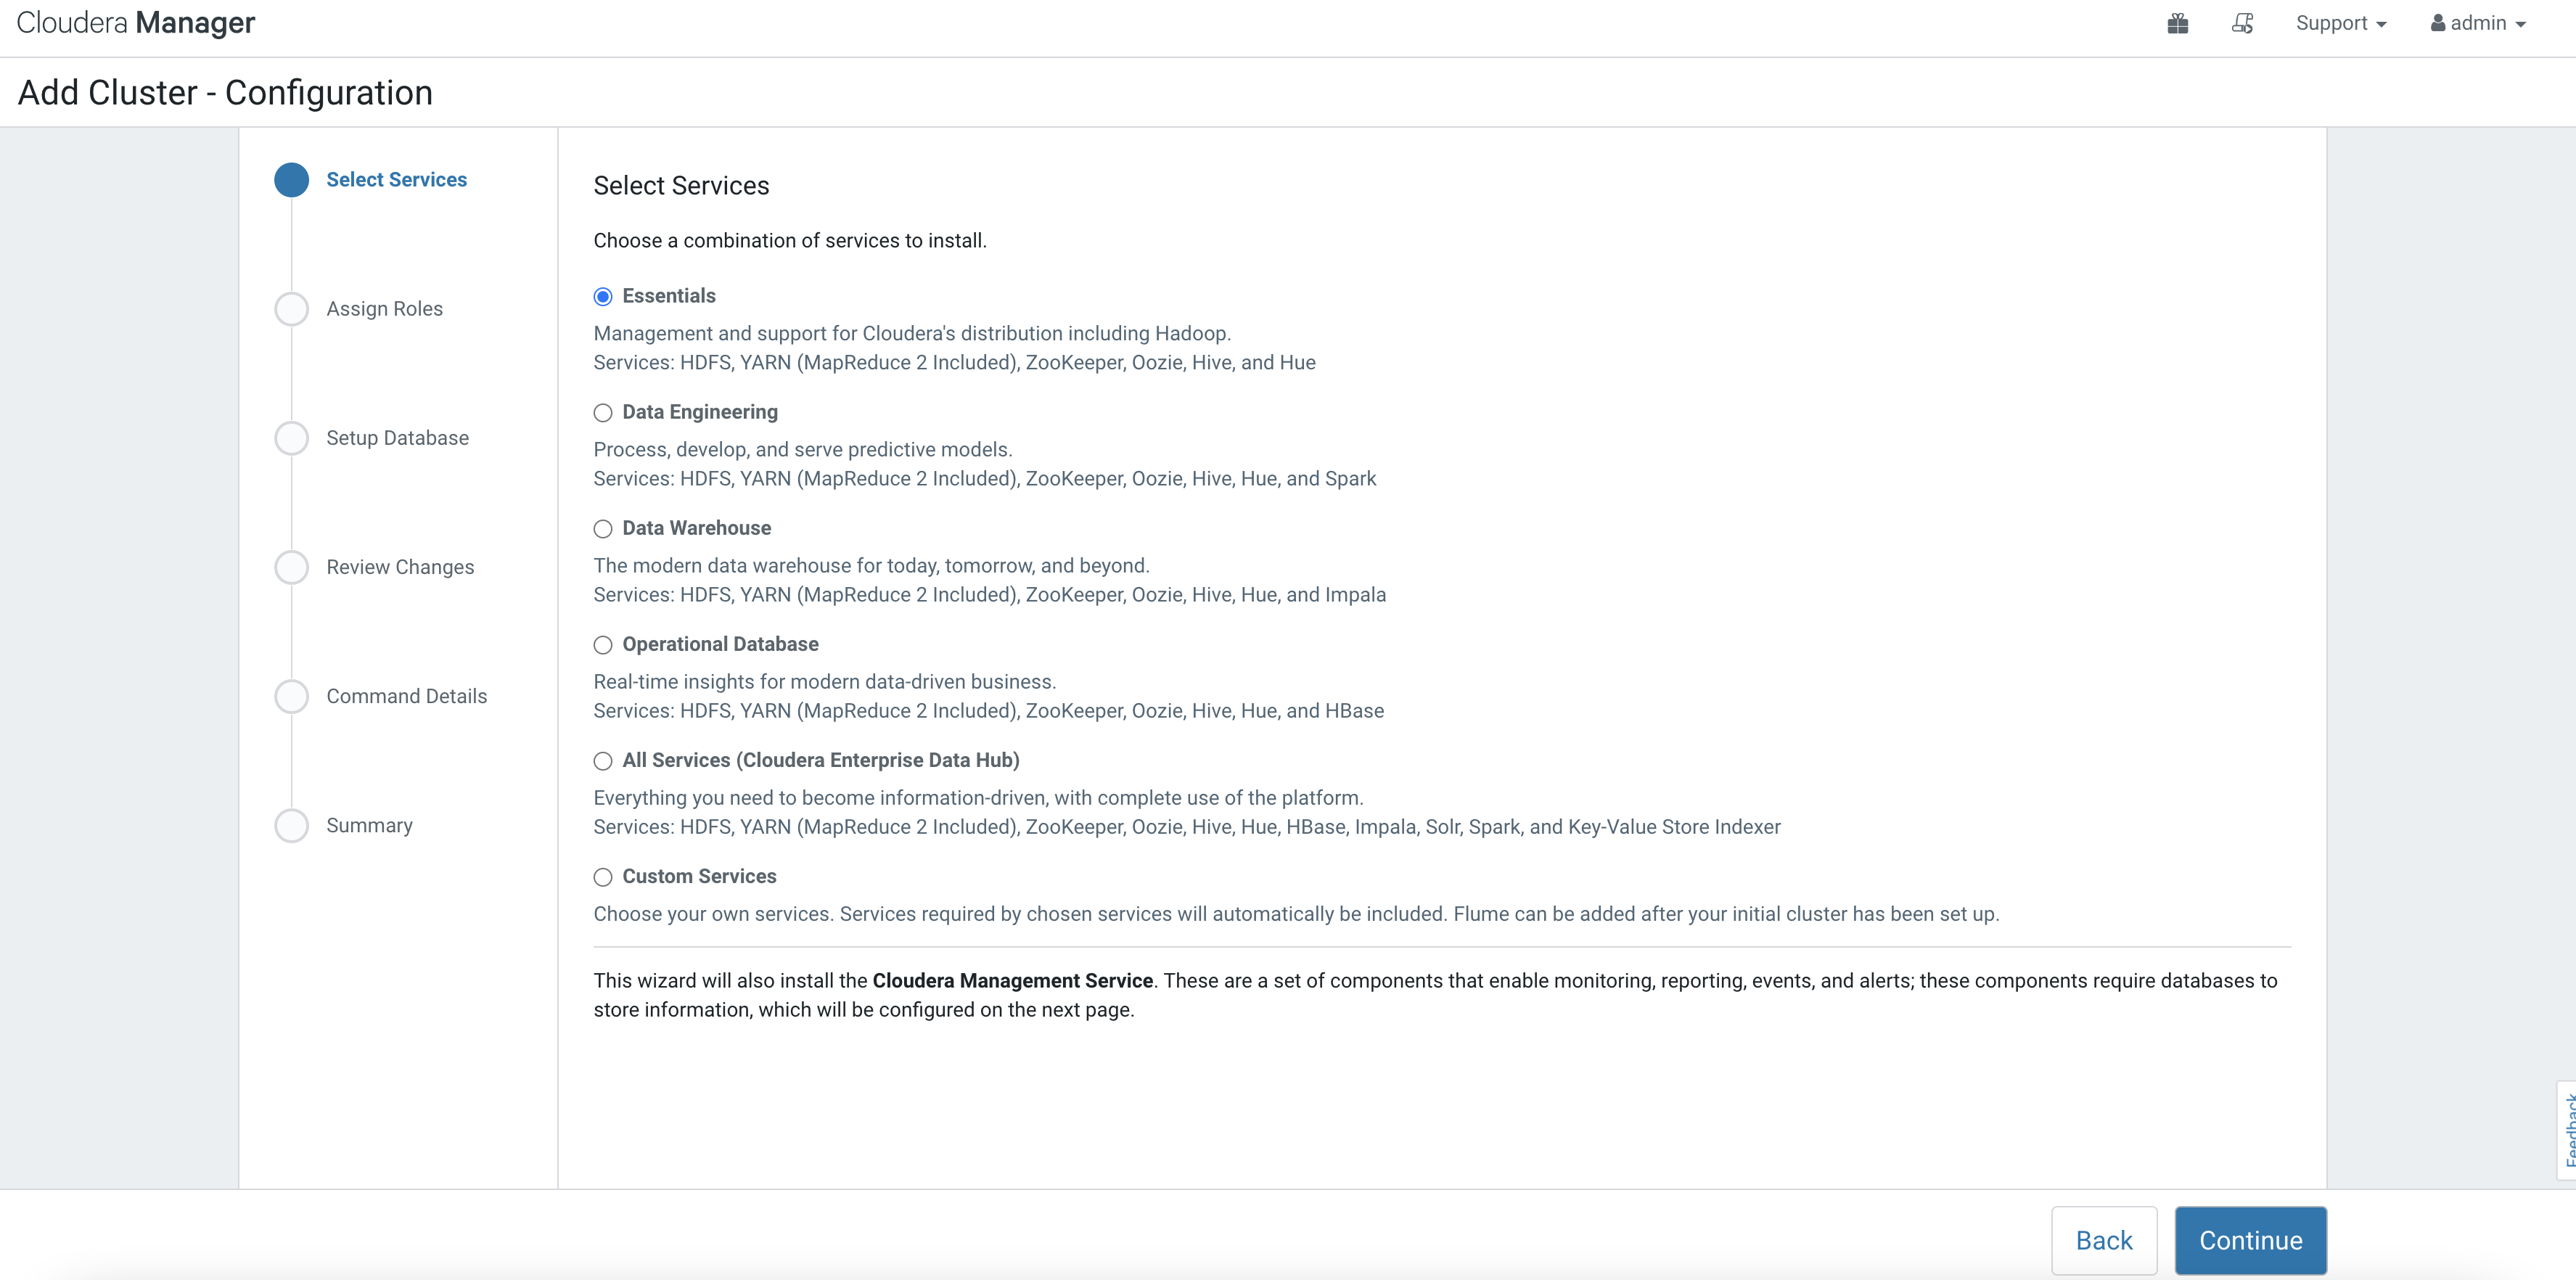 Cloudera Manager
Support
admin
Add Cluster - Configuration
Select Services
Assign Roles
Setup Database
Review Changes
Command Details
Summary
Select Services
Choose a combination of services to install.
Essentials
Management and support for Cloudera's distribution including Hadoop.
Services: HDFS, YARN (MapReduce 2 Included), ZooKeeper, Oozie, Hive, and Hue
Data Engineering
Process, develop, and serve predictive models.
Services: HDFS, YARN (MapReduce 2 Included), ZooKeeper, Oozie, Hive, Hue, and Spark
Data Warehouse
The modern data warehouse for today, tomorrow, and beyond.
Services: HDFS, YARN (MapReduce 2 Included), ZooKeeper, Oozie, Hive, Hue, and Impala
Operational Database
Real-time insights for modern data-driven business.
Services: HDFS, YARN (MapReduce 2 Included), ZooKeeper, Oozie, Hive, Hue, and HBase
All Services (Cloudera Enterprise Data Hub)
Everything you need to become information-driven, with complete use of the platform.
Services: HDFS, YARN (MapReduce 2 Included), ZooKeeper, Oozie, Hive, Hue, HBase, Impala, Solr, Spark, and Key-Value Store Indexer
Custom Services
Choose your own services. Services required by chosen services will automatically be included. Flume can be added after your initial cluster has been set up.
This wizard will also install the Cloudera Management Service. These are a set of components that enable monitoring, reporting, events, and alerts; these components require databases to
store information, which will be configured on the next page.
Feedback
Back
Continue